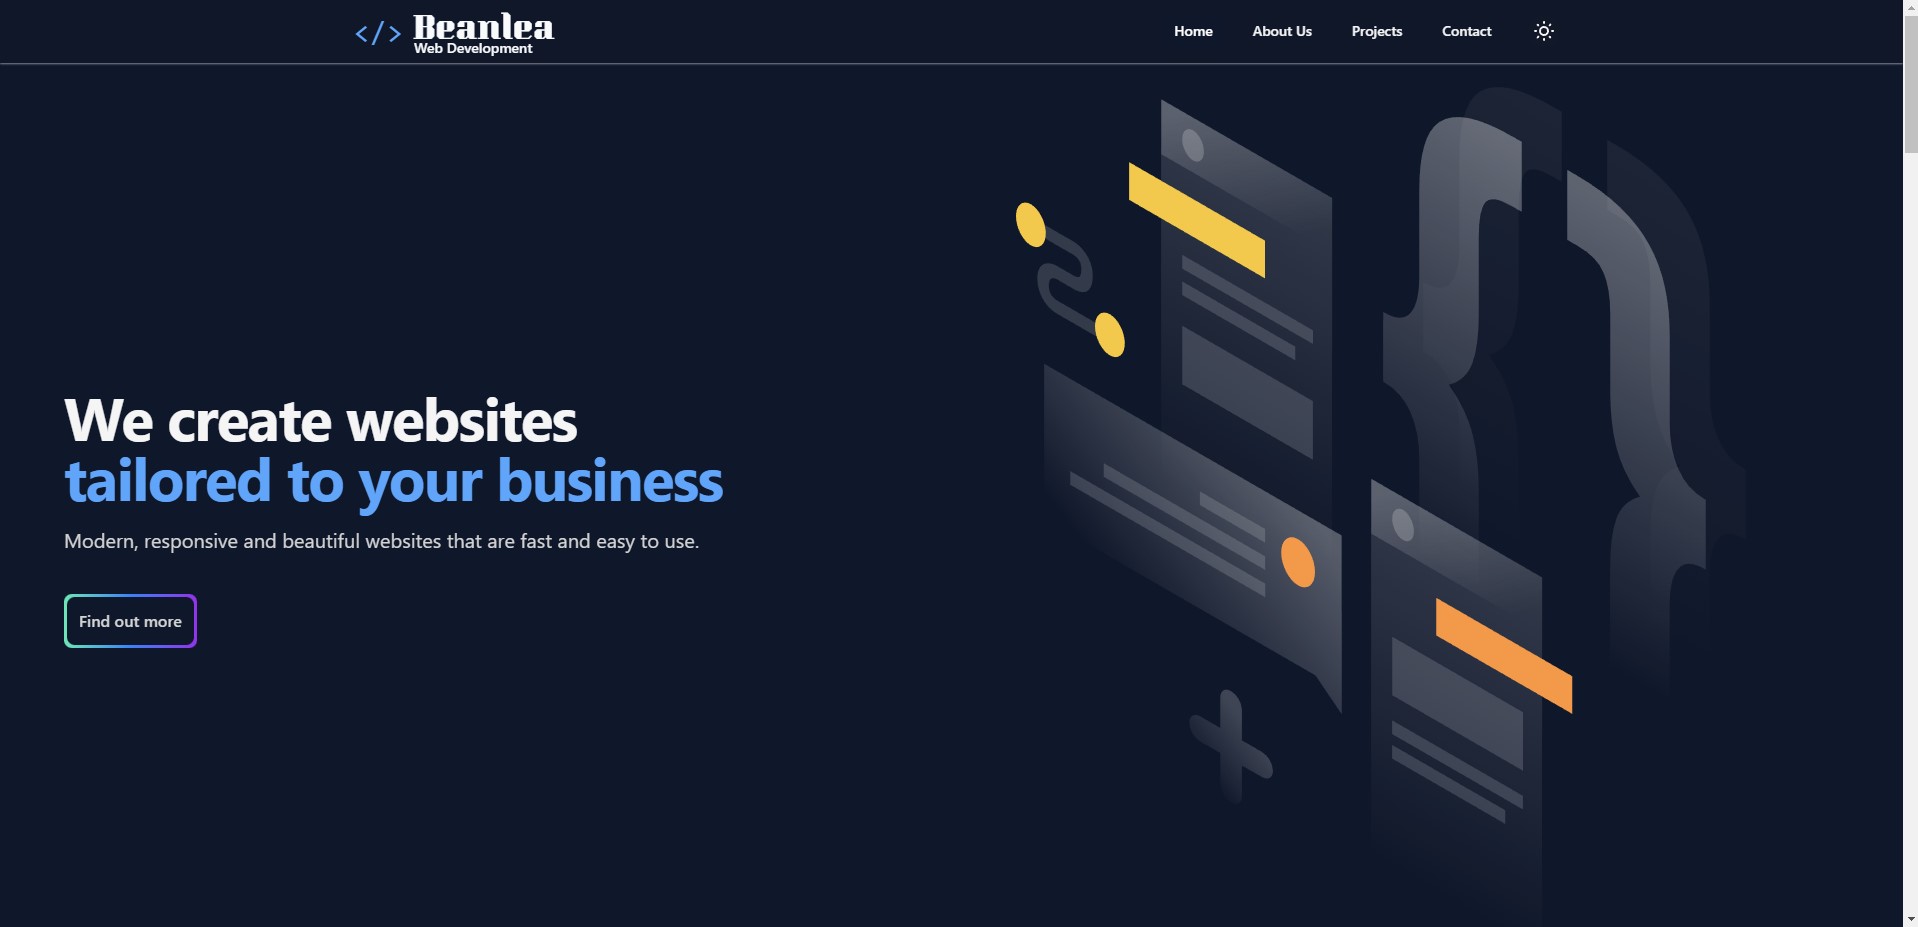 </> Beanlea
Web Development
Home About Us Projects Contact
We create websites
tailored to your business
Modern, responsive and beautiful websites that are fast and easy to use.
Find out more